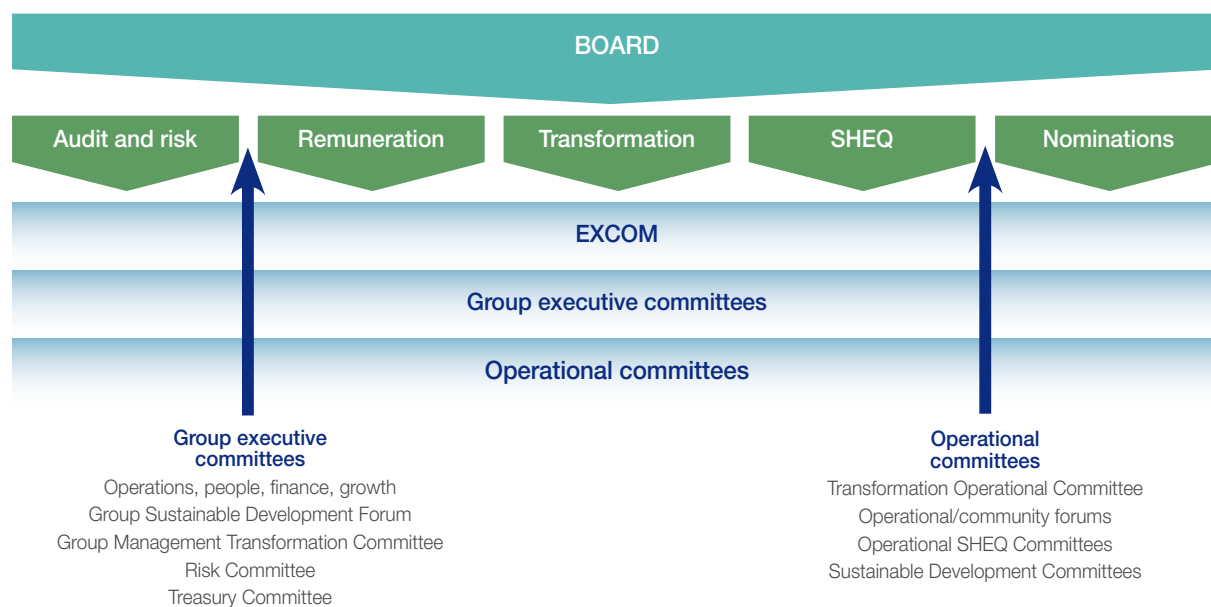 BOARD
Audit and risk
Remuneration
Transformation
SHEQ
Nominations
EXCOM
Group executive committees
Operational committees
Group executive
committees
Operations, people, finance, growth
Group Sustainable Development Forum
Group Management Transformation Committee
Risk Committee
Treasury Committee
Operational
committees
Transformation Operational Committee
Operational/community forums
Operational SHEQ Committees
Sustainable Development Committees